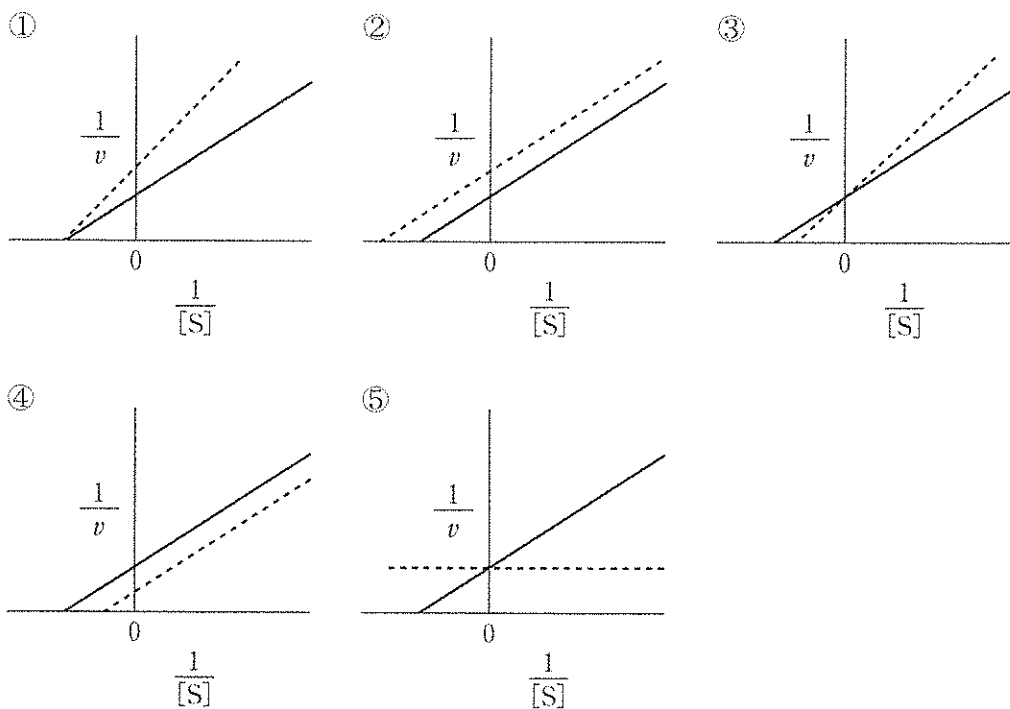 ① ② ③
1/v 1/v 1/v
0 0 0
1/[S] 1/[S] 1/[S]
④ ⑤
1/v 1/v
0 0
1/[S] 1/[S]